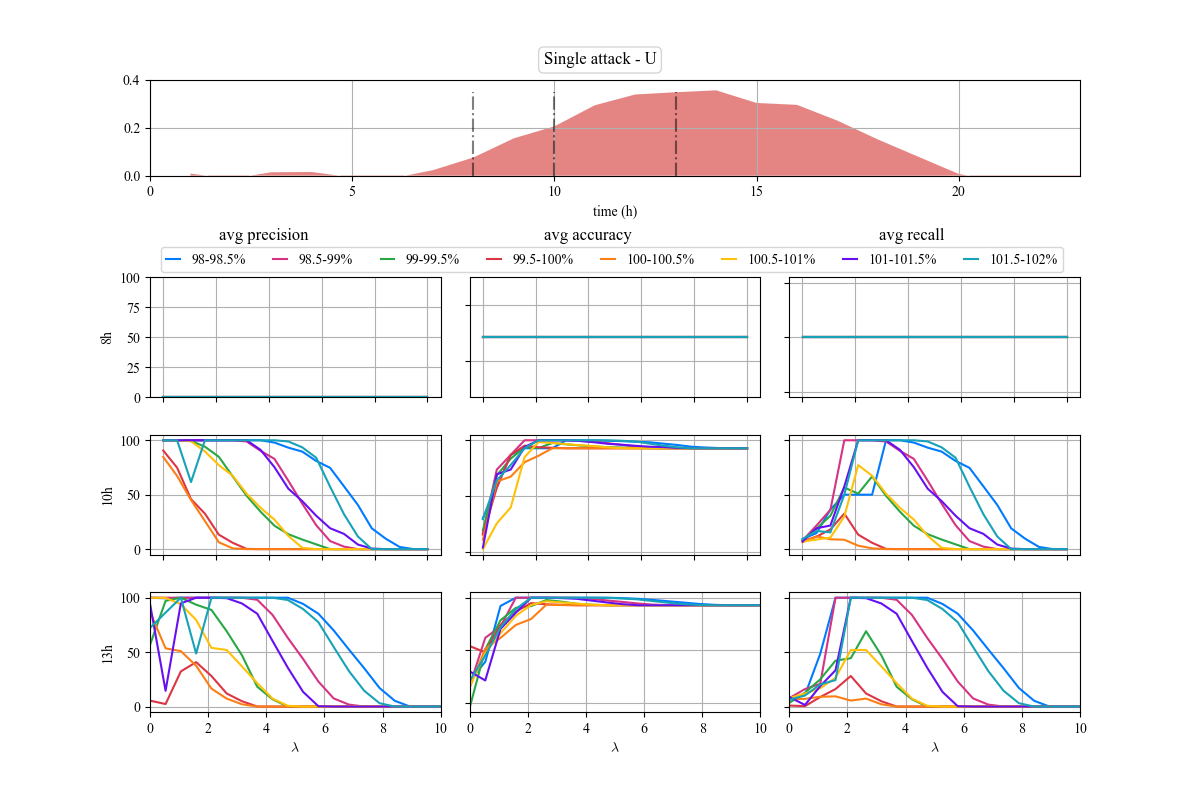 Single attack - U
0.4
0.2
0.0
0 5 10 15 20
time (h)
avg precision avg accuracy avg recall
98-98.5% 98.5-99% 99-99.5% 99.5-100% 100-100.5% 100.5-101% 101-101.5% 101.5-102%
100
75
50
25
0
8h
100
50
0
10h
100
50
0
13h
0 2 4 6 8 10 0 2 4 6 8 10 0 2 4 6 8 10
λ λ λ